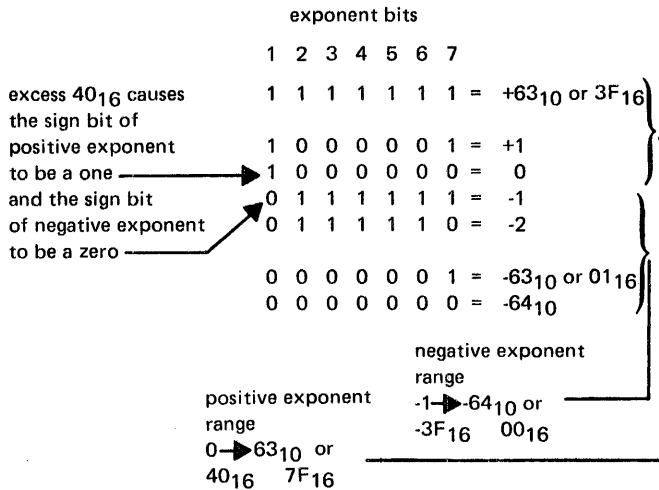 exponent bits
1 2 3 4 5 6 7
excess 40₁₆ causes
the sign bit of
positive exponent
to be a one
and the sign bit
of negative exponent
to be a zero
1 1 1 1 1 1 1 = +63₁₀ or 3F₁₆
1 0 0 0 0 0 1 = +1
1 0 0 0 0 0 0 = 0
0 1 1 1 1 1 1 = -1
0 1 1 1 1 1 0 = -2
0 0 0 0 0 0 1 = -63₁₀ or 01₁₆
0 0 0 0 0 0 0 = -64₁₀
negative exponent
range
-1→-64₁₀ or
-3F₁₆ 00₁₆
positive exponent
range
0→63₁₀ or
40₁₆ 7F₁₆